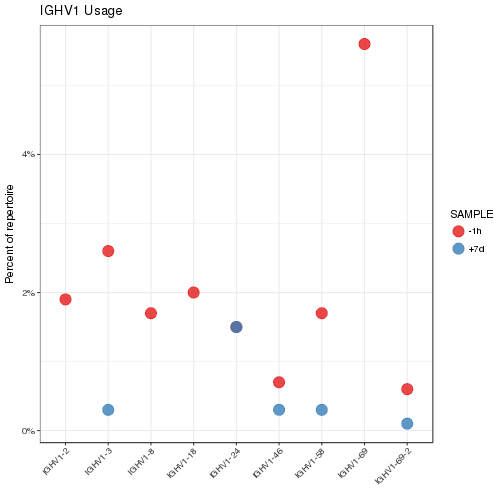 IGHV1 Usage
Percent of repertoire
4%
2%
0%
IGHV1-2
IGHV1-3
IGHV1-8
IGHV1-18
IGHV1-24
IGHV1-46
IGHV1-58
IGHV1-69
IGHV1-69-2
SAMPLE
-1h
+7d